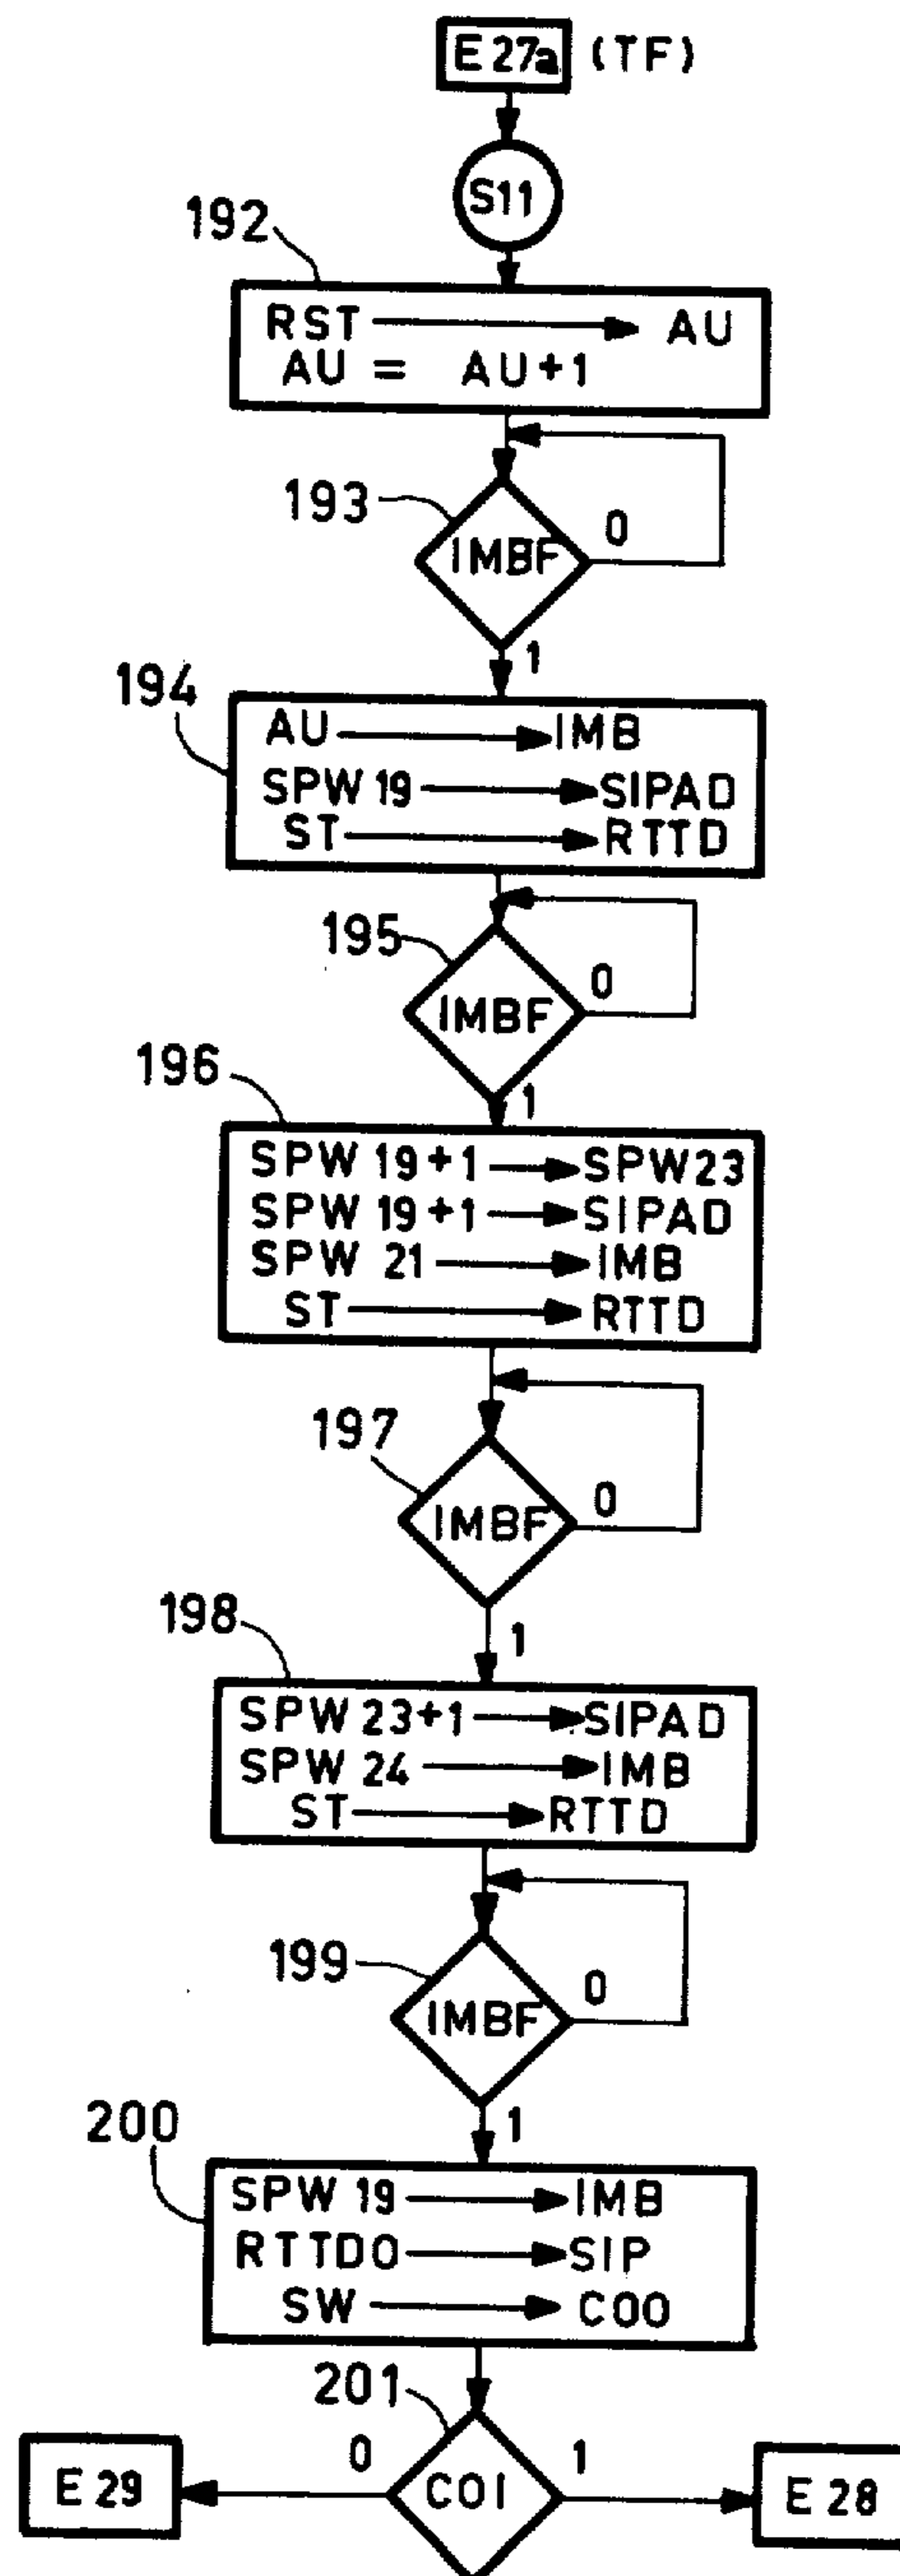 E 27a (TF)
S11
192
RST → AU
AU = AU+1
193
IMBF
0
1
194
AU → IMB
SPW 19 → SIPAD
ST → RTTD
195
IMBF
0
1
196
SPW 19+1 → SPW23
SPW 19+1 → SIPAD
SPW 21 → IMB
ST → RTTD
197
IMBF
0
1
198
SPW 23+1 → SIPAD
SPW 24 → IMB
ST → RTTD
199
IMBF
0
1
200
SPW 19 → IMB
RTTDO → SIP
SW → COO
201
0
1
E 29
COI
E 28